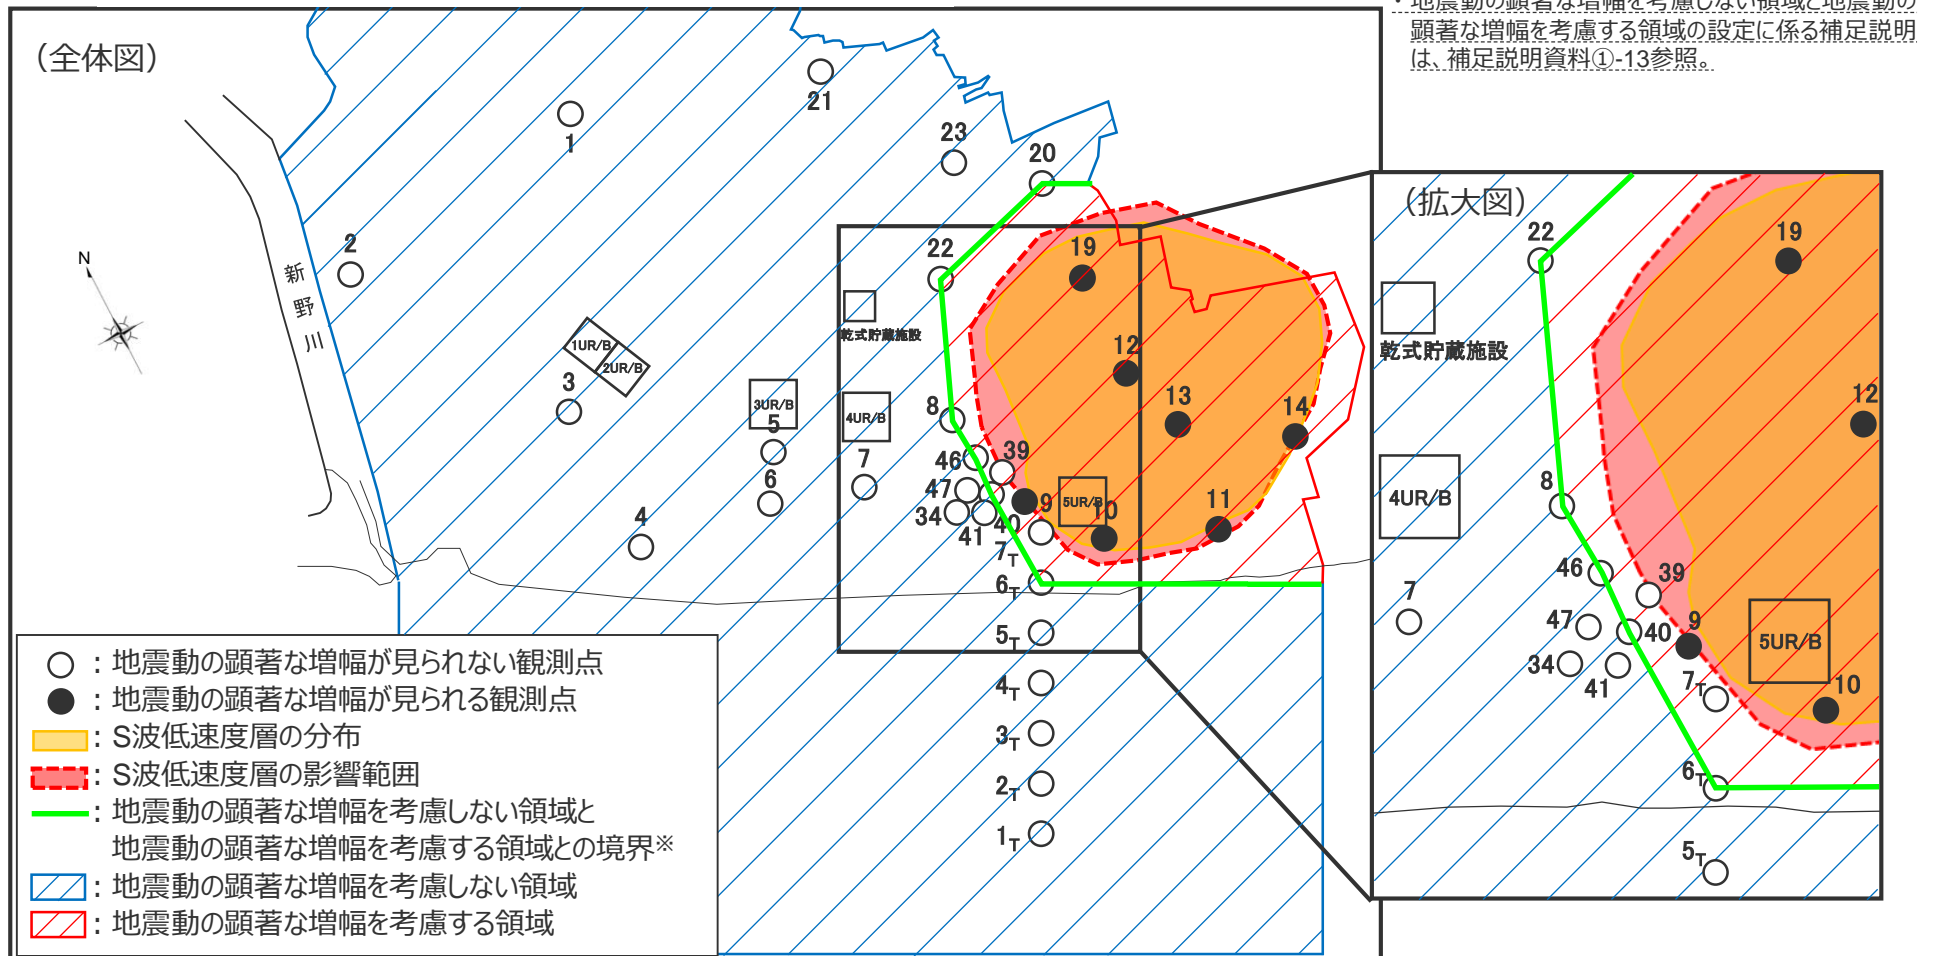 ・地震動の顕著な増幅を考慮しない領域と地震動の
顕著な増幅を考慮する領域の設定に係る補足説明
は、補足説明資料①-13参照。
（全体図）
21
1
23
20
2
N
新
野
川
22
19
乾式貯蔵施設
1UR/B
2UR/B
3
3UR/B
5
4UR/B
8
12
13
14
6
7
46
39
47
9
5UR/B
10
11
34
41
40
4
7T
6T
5T
4T
3T
2T
1T
（拡大図）
22
19
乾式貯蔵施設
12
4UR/B
8
46
39
7
47
40
9
5UR/B
34
41
7T
10
6T
5T
○：地震動の顕著な増幅が見られない観測点
●：地震動の顕著な増幅が見られる観測点
：S波低速度層の分布
：S波低速度層の影響範囲
：地震動の顕著な増幅を考慮しない領域と
地震動の顕著な増幅を考慮する領域との境界※
：地震動の顕著な増幅を考慮しない領域
：地震動の顕著な増幅を考慮する領域